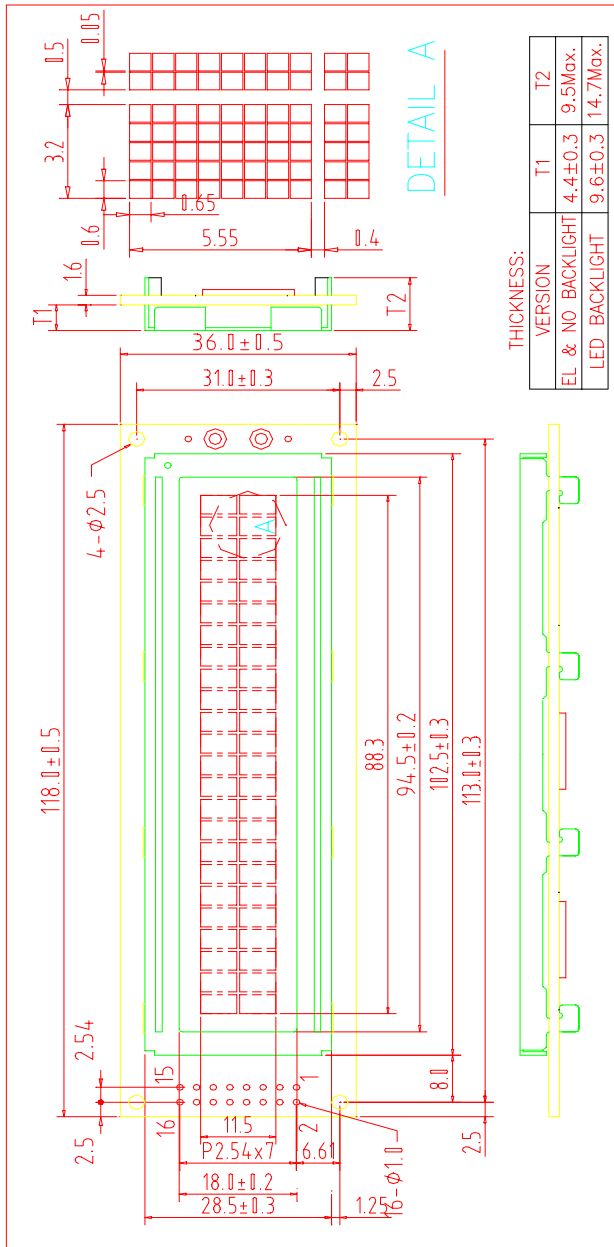 0.05
0.5
3.2
0.6
0.65
5.55
0.4
DETAIL A
THICKNESS:
VERSION T1 T2
EL & NO BACKLIGHT 4.4±0.3 9.5Max.
LED BACKLIGHT 9.6±0.3 14.7Max.
1.6
T1
T2
36.0±0.5
31.0±0.3
2.5
4-Φ2.5
A
118.0±0.5
88.3
94.5±0.2
102.5±0.3
113.0±0.3
2.54
2.5
15
16
1
2
8.0
2.5
11.5
P2.54x7
6.61
18.0±0.2
28.5±0.3
1.25
16-Φ1.0